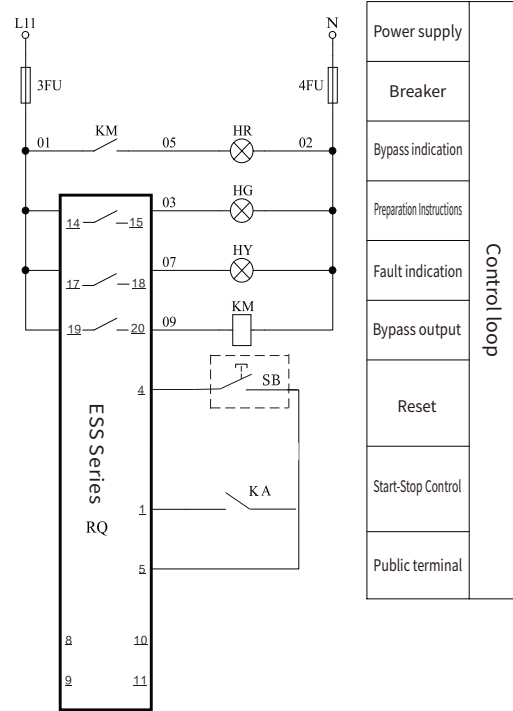 L11 N
3FU 4FU
01 KM 05 HR 02
03 HG
14 15
07 HY
17 18
KM
19 20 09
4 SB
1 KA
5
ESS Series
RQ
8 10
9 11
Power supply
Breaker
Bypass indication
Preparation Instructions
Fault indication
Bypass output
Reset
Start-Stop Control
Public terminal
Control loop